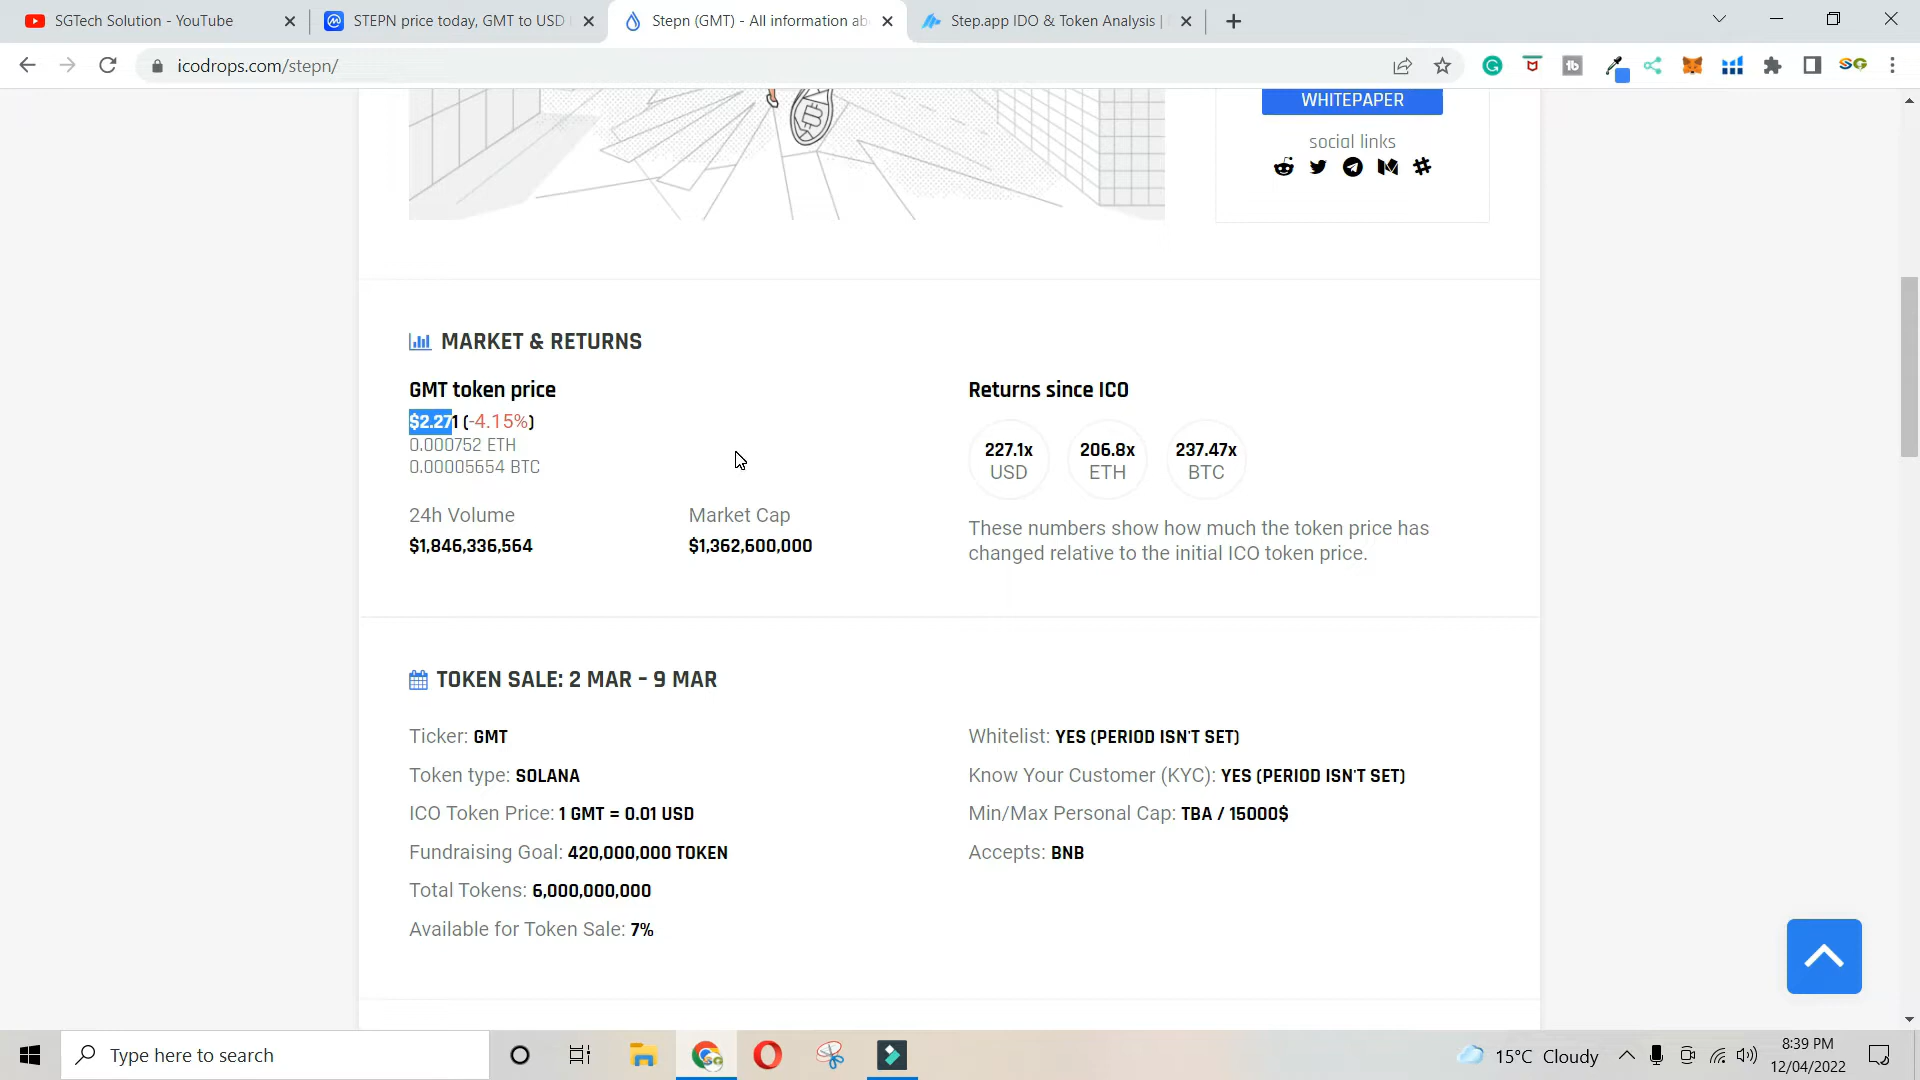 SGTech Solution - YouTube
STEPN price today, GMT to USD
Stepn (GMT) - All information ab
Step.app IDO & Token Analysis |
icodrops.com/stepn/
WHITEPAPER
social links
MARKET & RETURNS
GMT token price
$2.271 (-4.15%)
0.000752 ETH
0.00005654 BTC
24h Volume
$1,846,336,564
Market Cap
$1,362,600,000
Returns since ICO
227.1x
USD
206.8x
ETH
237.47x
BTC
These numbers show how much the token price has
changed relative to the initial ICO token price.
TOKEN SALE: 2 MAR – 9 MAR
Ticker: GMT
Token type: SOLANA
ICO Token Price: 1 GMT = 0.01 USD
Fundraising Goal: 420,000,000 TOKEN
Total Tokens: 6,000,000,000
Available for Token Sale: 7%
Whitelist: YES (PERIOD ISN'T SET)
Know Your Customer (KYC): YES (PERIOD ISN'T SET)
Min/Max Personal Cap: TBA / 15000$
Accepts: BNB
Type here to search
15°C Cloudy
8:39 PM
12/04/2022